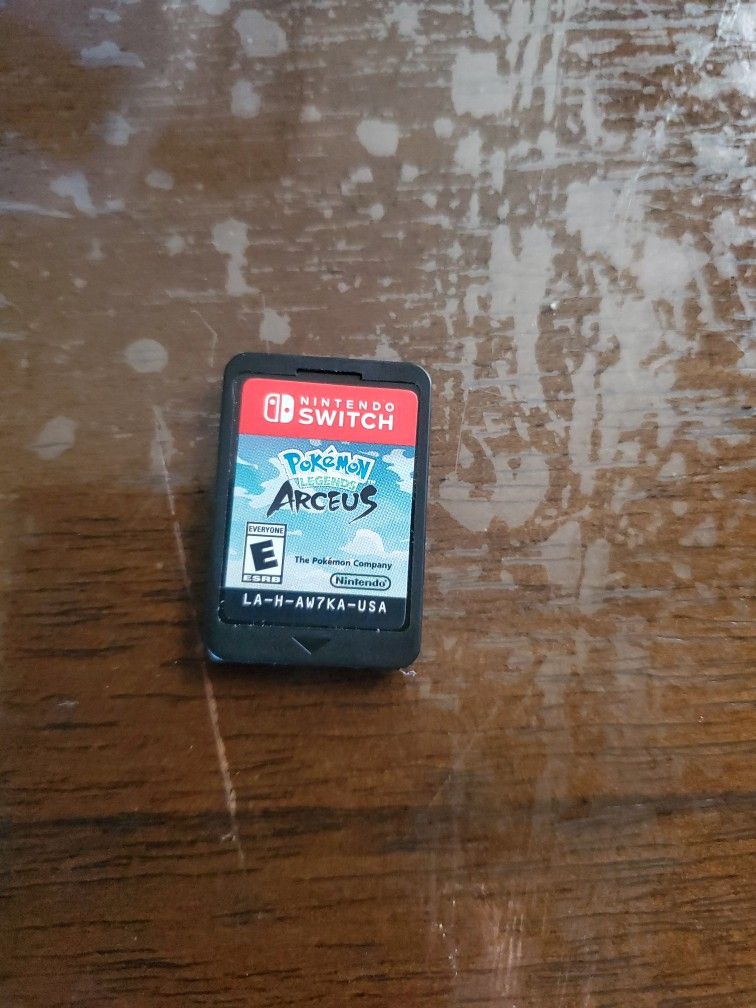 NINTENDO
SWITCH
POKéMON
LEGENDS
ARCEUS
EVERYONE
E
ESRB
The Pokémon Company
Nintendo
LA-H-AW7KA-USA